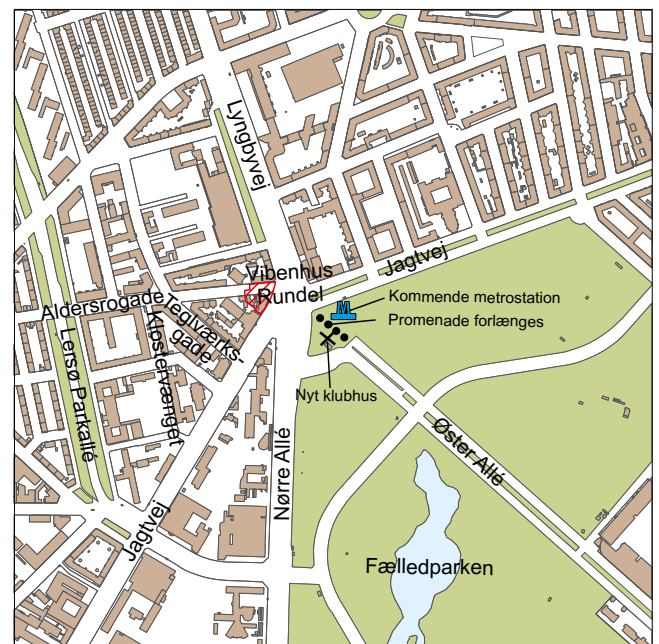 Lyngbyvej
Vibenhus
Rundel
Jagtvej
Kommende metrostation
Promenade forlænges
Aldersrogade
Teglværks-
gade
Klostervænget
Lersø Parkallé
Nyt klubhus
Øster Allé
Nørre Allé
Jagtvej
Fælledparken